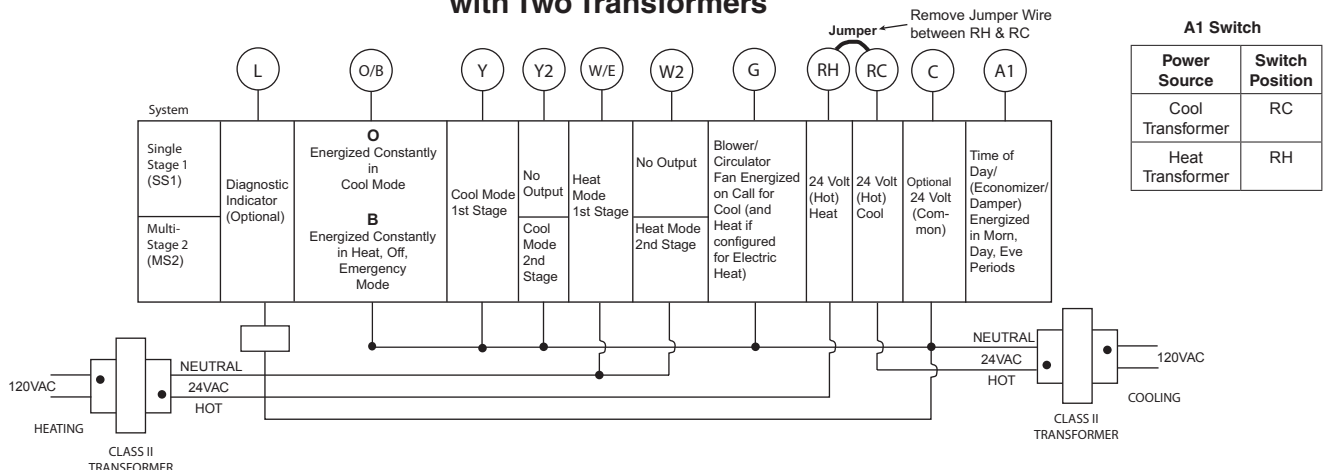 with Two Transformers
Remove Jumper Wire
between RH & RC
Jumper
A1 Switch
Power
Source
Switch
Position
Cool
Transformer
RC
Heat
Transformer
RH
L
O/B
Y
Y2
W/E
W2
G
RH
RC
C
A1
System
Single
Stage 1
(SS1)
Multi-
Stage 2
(MS2)
Diagnostic
Indicator
(Optional)
O
Energized Constantly
in
Cool Mode
B
Energized Constantly
in Heat, Off,
Emergency
Mode
Cool Mode
1st Stage
No
Output
Cool
Mode
2nd
Stage
Heat
Mode
1st Stage
No Output
Heat Mode
2nd Stage
Blower/
Circulator
Fan Energized
on Call for
Cool (and
Heat if
configured
for Electric
Heat)
24 Volt
(Hot)
Heat
24 Volt
(Hot)
Cool
Optional
24 Volt
(Com-
mon)
Time of
Day/
(Economizer/
Damper)
Energized
in Morn,
Day, Eve
Periods
120VAC
HEATING
CLASS II
TRANSFORMER
NEUTRAL
24VAC
HOT
NEUTRAL
24VAC
HOT
120VAC
COOLING
CLASS II
TRANSFORMER